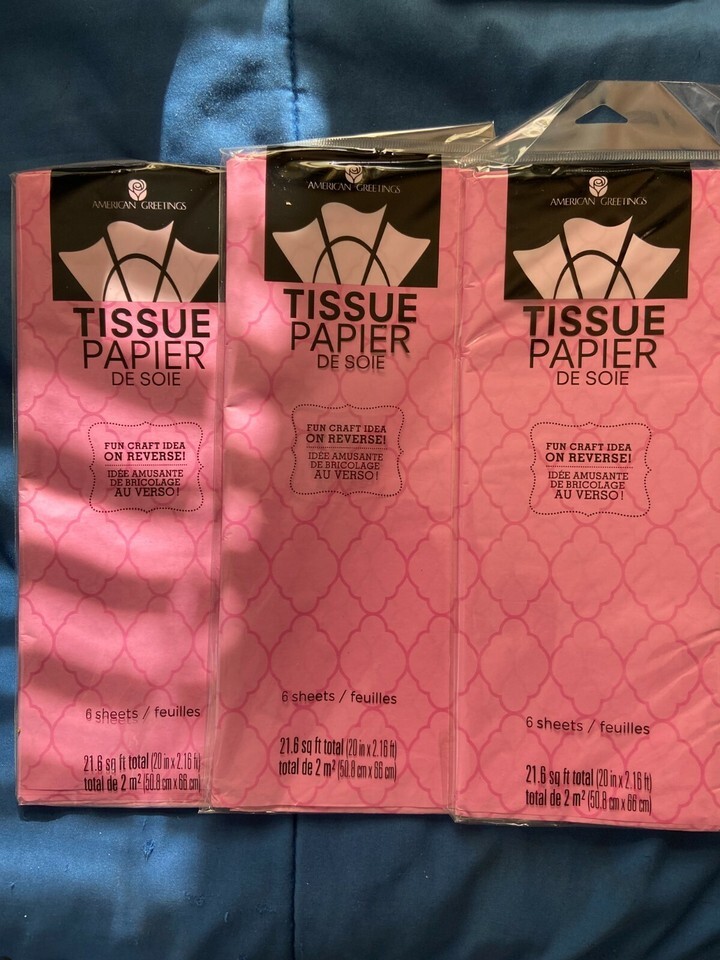 AMERICAN GREETINGS
TISSUE
PAPIER
DE SOIE
FUN CRAFT IDEA
ON REVERSE!
IDÉE AMUSANTE
DE BRICOLAGE
AU VERSO!
6 sheets / feuilles
21.6 sq ft total (20 in x 2.16 ft)
total de 2 m² (50.8 cm x 66 cm)
AMERICAN GREETINGS
TISSUE
PAPIER
DE SOIE
FUN CRAFT IDEA
ON REVERSE!
IDÉE AMUSANTE
DE BRICOLAGE
AU VERSO!
6 sheets / feuilles
21.6 sq ft total (20 in x 2.16 ft)
total de 2 m² (50.8 cm x 66 cm)
AMERICAN GREETINGS
TISSUE
PAPIER
DE SOIE
FUN CRAFT IDEA
ON REVERSE!
IDÉE AMUSANTE
DE BRICOLAGE
AU VERSO!
6 sheets / feuilles
21.6 sq ft total (20 in x 2.16 ft)
total de 2 m² (50.8 cm x 66 cm)